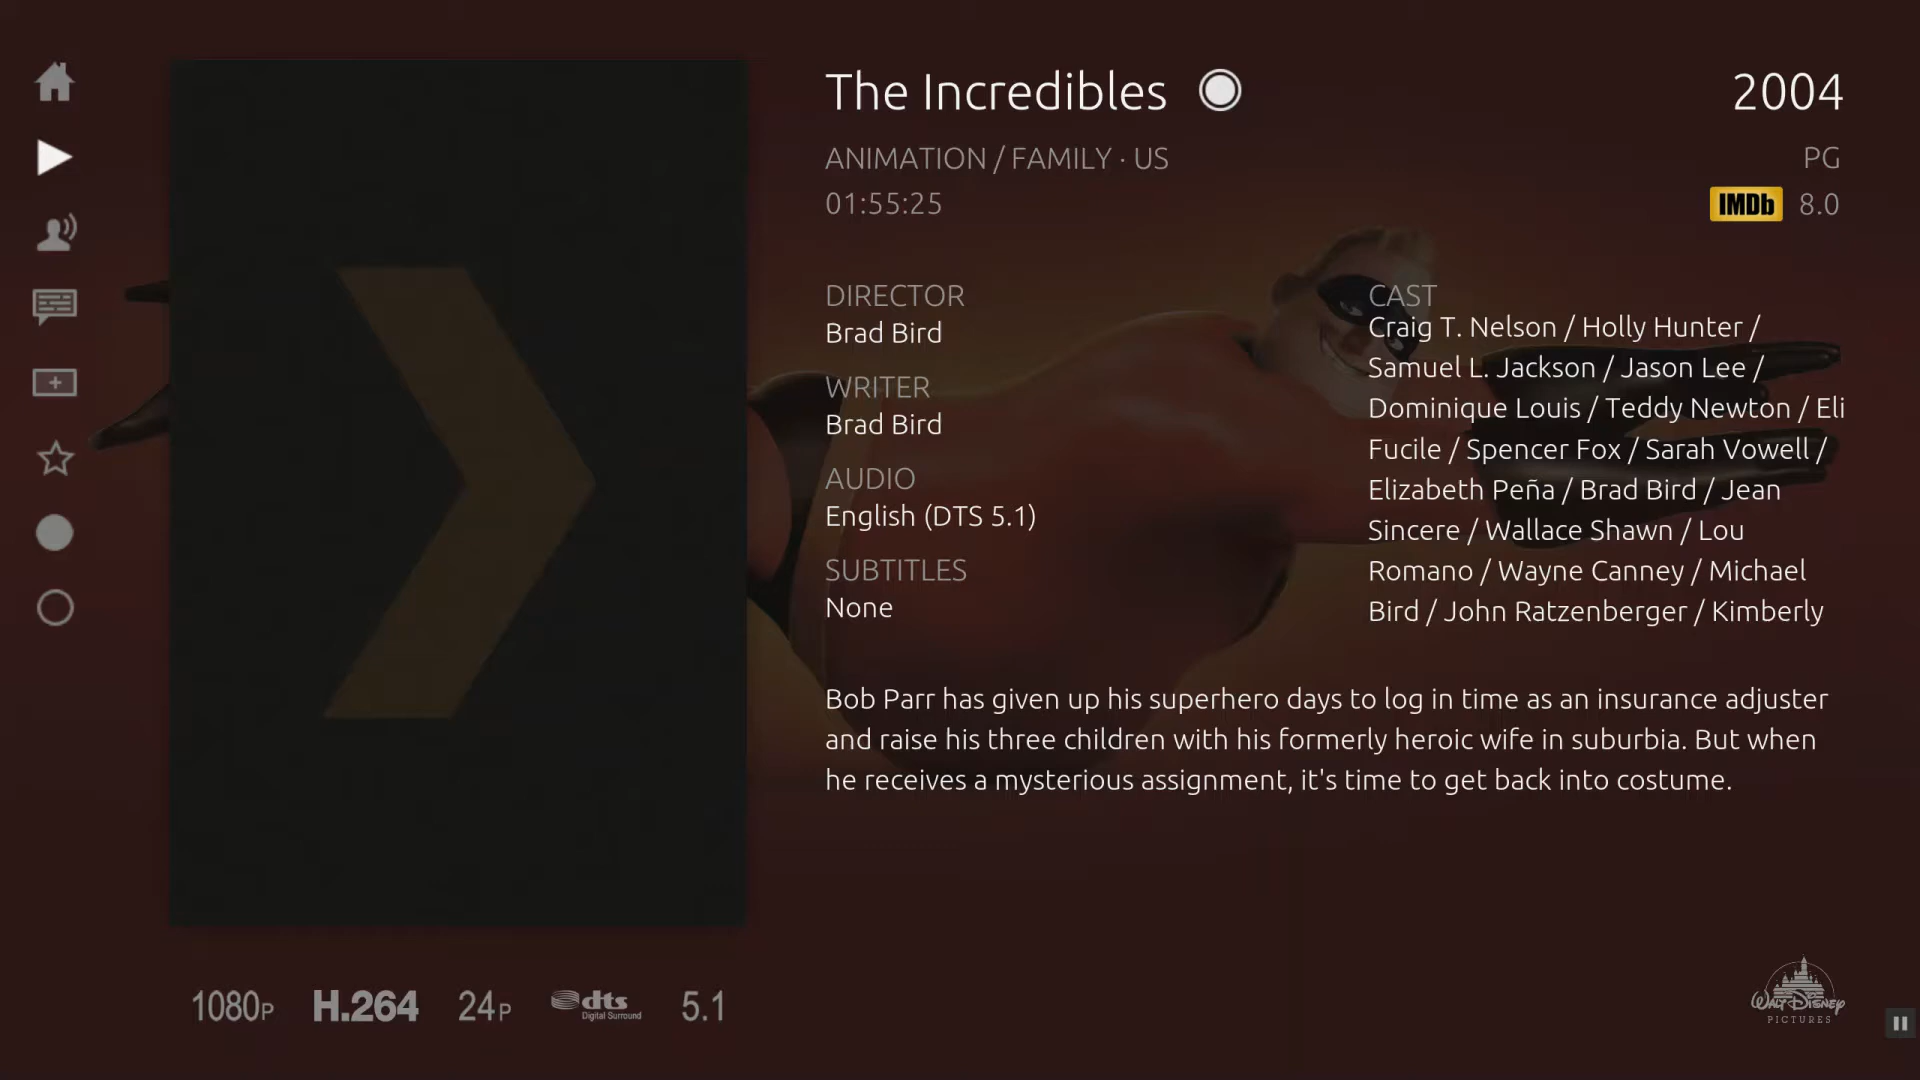 The Incredibles
2004
ANIMATION / FAMILY · US
PG
01:55:25
IMDb 8.0
DIRECTOR
Brad Bird
WRITER
Brad Bird
AUDIO
English (DTS 5.1)
SUBTITLES
None
CAST
Craig T. Nelson / Holly Hunter /
Samuel L. Jackson / Jason Lee /
Dominique Louis / Teddy Newton / Eli
Fucile / Spencer Fox / Sarah Vowell /
Elizabeth Peña / Brad Bird / Jean
Sincere / Wallace Shawn / Lou
Romano / Wayne Canney / Michael
Bird / John Ratzenberger / Kimberly
Bob Parr has given up his superhero days to log in time as an insurance adjuster
and raise his three children with his formerly heroic wife in suburbia. But when
he receives a mysterious assignment, it's time to get back into costume.
1080P H.264 24P dts Digital Surround 5.1
WALT DISNEY
PICTURES